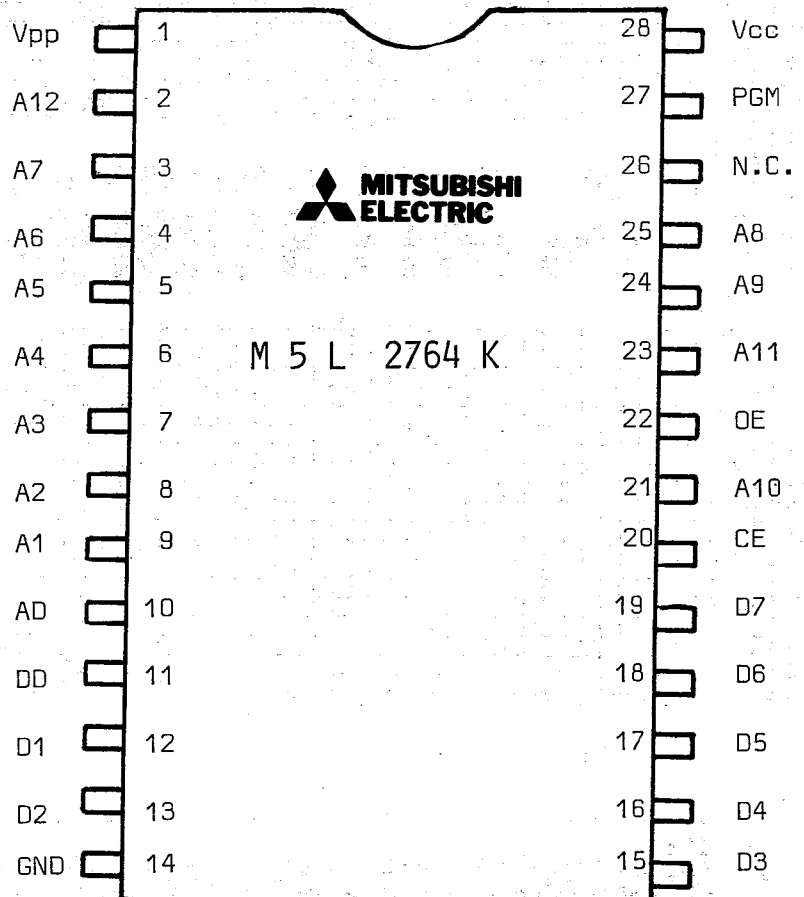 Vpp 1 28 Vcc
A12 2 27 PGM
A7 3 26 N.C.
MITSUBISHI
ELECTRIC
A6 4 25 A8
A5 5 24 A9
A4 6 M5L 2764 K 23 A11
A3 7 22 OE
A2 8 21 A10
A1 9 20 CE
AD 10 19 D7
DD 11 18 D6
D1 12 17 D5
D2 13 16 D4
GND 14 15 D3